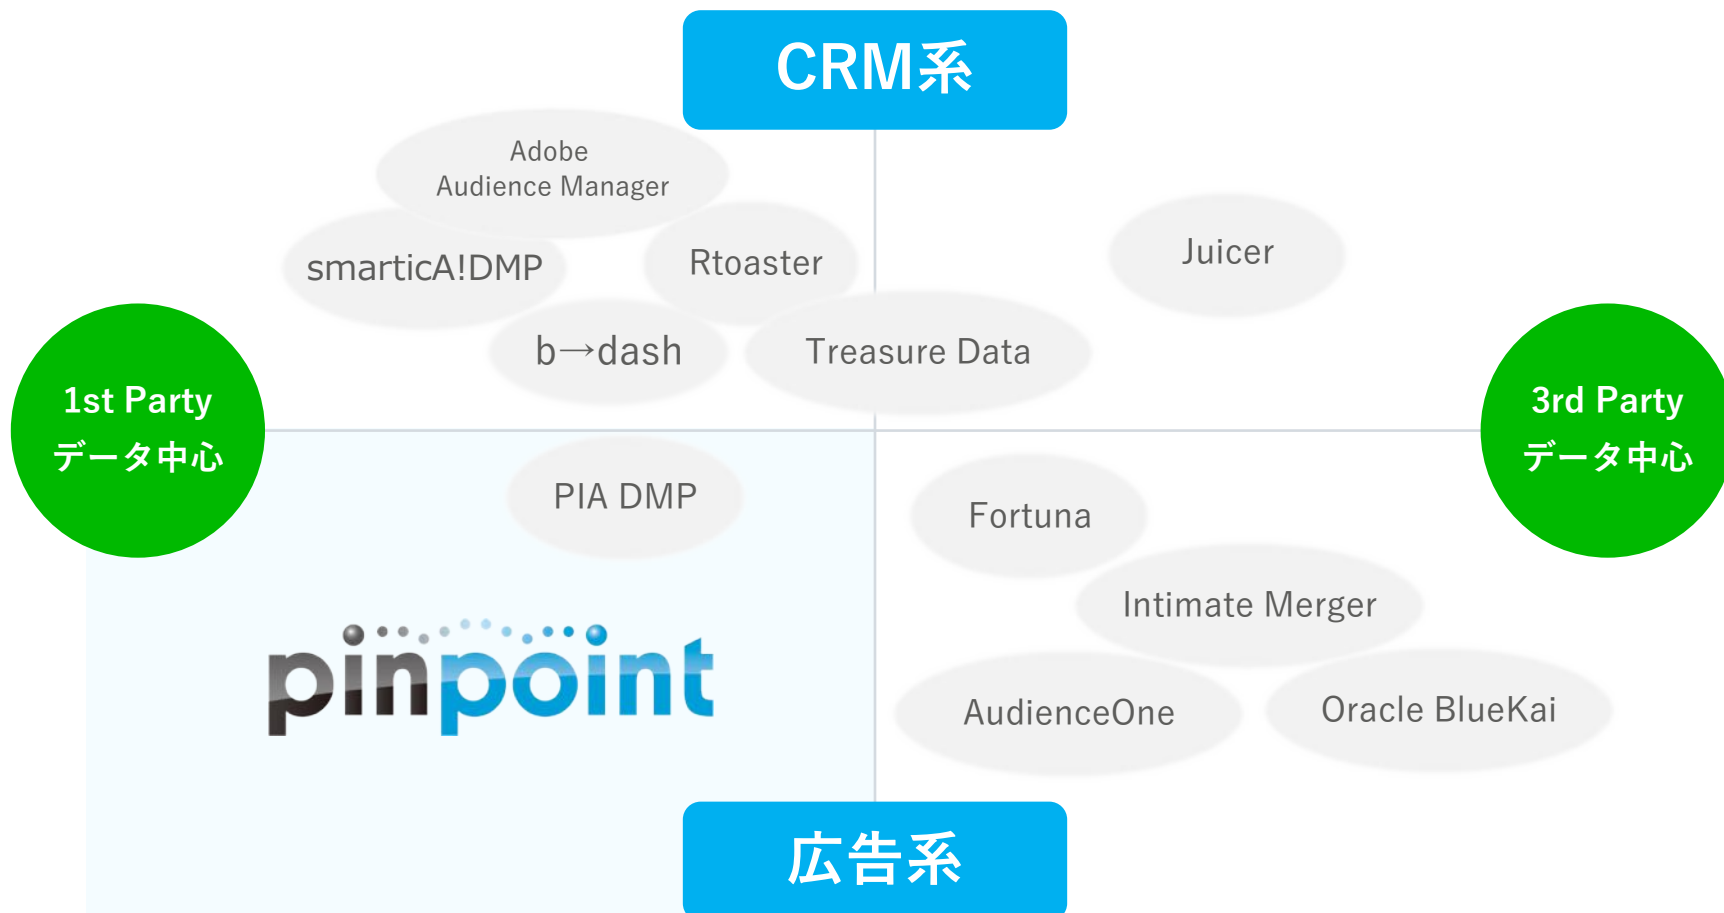 CRM系
Adobe
Audience Manager
smarticA!DMP
Rtoaster
Juicer
b→dash
Treasure Data
1st Party
データ中心
3rd Party
データ中心
PIA DMP
Fortuna
Intimate Merger
pinpoint
AudienceOne
Oracle BlueKai
広告系